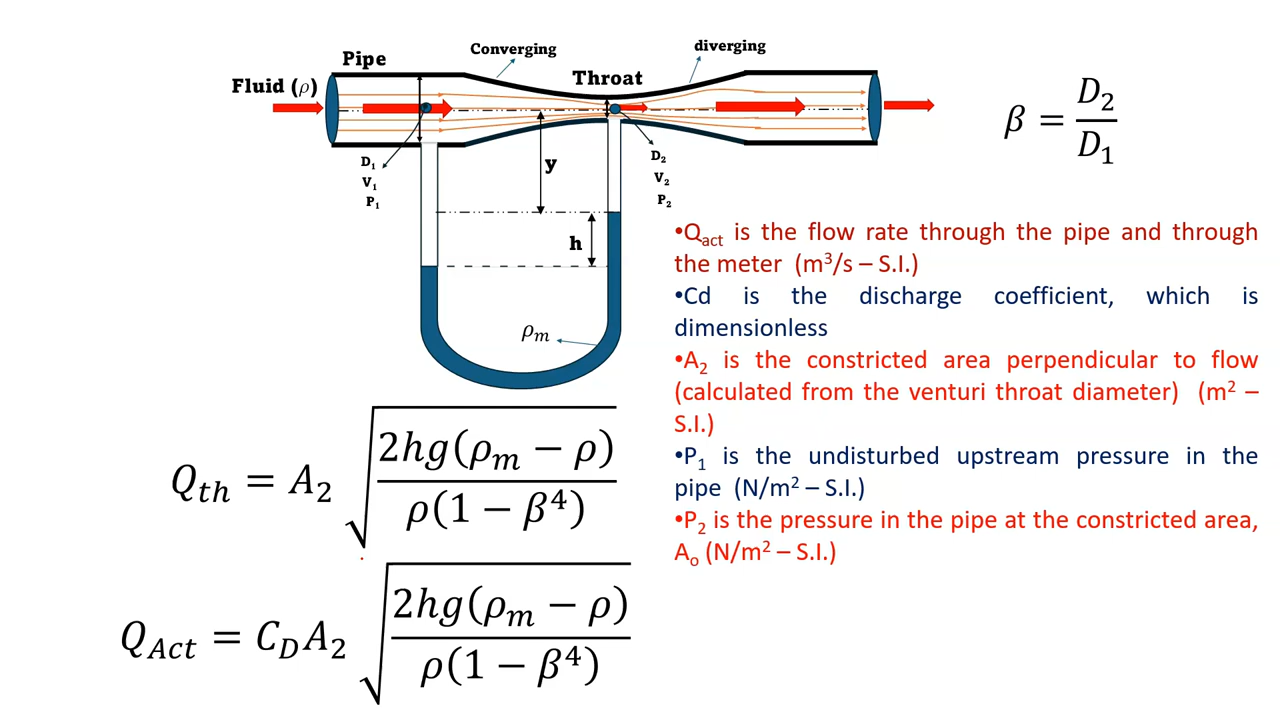 Converging
diverging
Pipe
Throat
Fluid (ρ)
D₁
V₁
P₁
y
D₂
V₂
P₂
h
ρₘ
β = D₂/D₁
•Q_act is the flow rate through the pipe and through
the meter (m³/s – S.I.)
•Cd is the discharge coefficient, which is
dimensionless
•A₂ is the constricted area perpendicular to flow
(calculated from the venturi throat diameter) (m² –
S.I.)
•P₁ is the undisturbed upstream pressure in the
pipe (N/m² – S.I.)
•P₂ is the pressure in the pipe at the constricted area,
Aₒ (N/m² – S.I.)
Q_th = A₂ √(2hg(ρₘ − ρ) / ρ(1 − β⁴))
Q_Act = C_D A₂ √(2hg(ρₘ − ρ) / ρ(1 − β⁴))